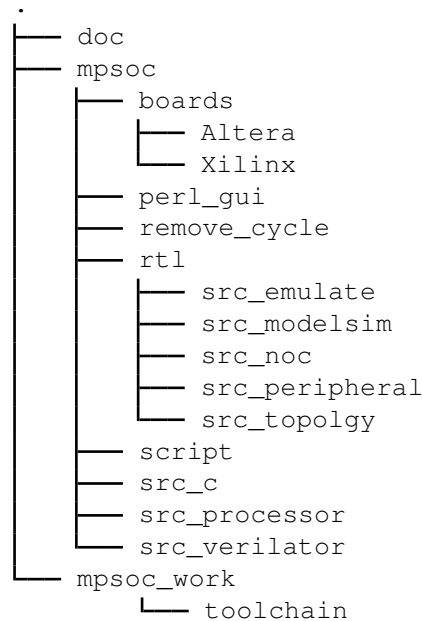 .
doc
mpsoc
boards
Altera
Xilinx
perl_gui
remove_cycle
rtl
src_emulate
src_modelsim
src_noc
src_peripheral
src_topolgy
script
src_c
src_processor
src_verilator
mpsoc_work
toolchain